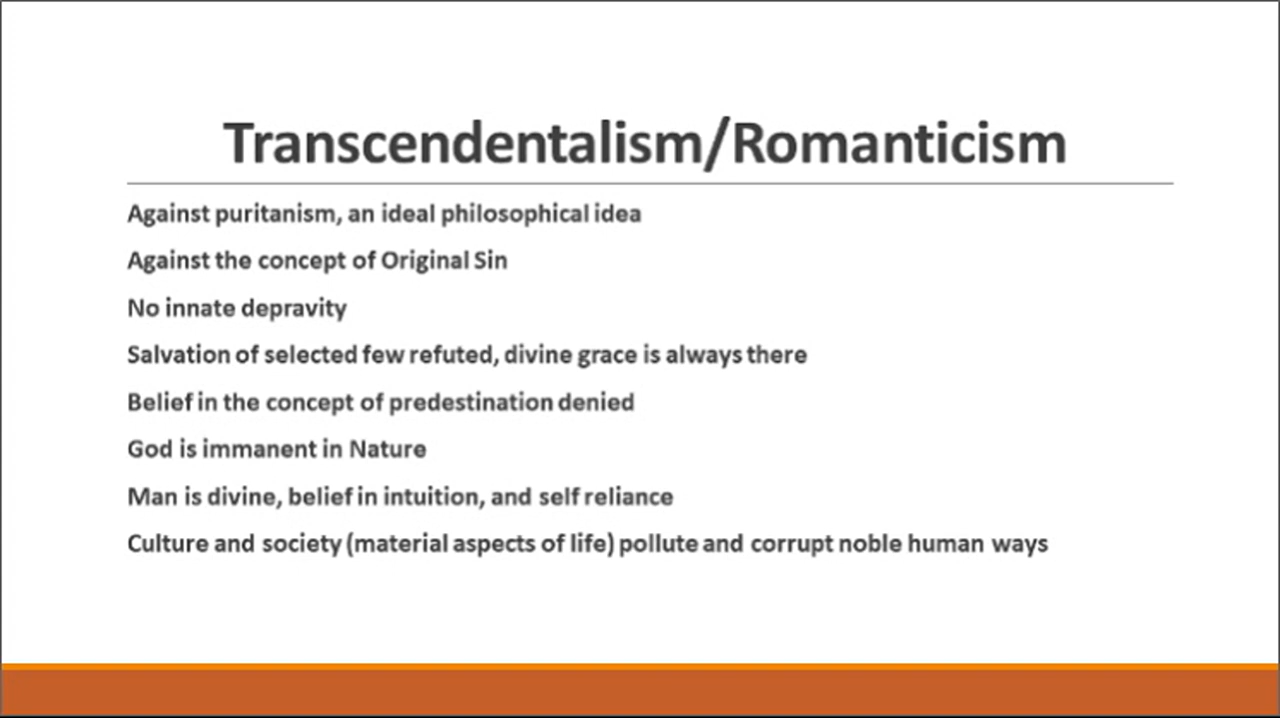 Transcendentalism/Romanticism
Against puritanism, an ideal philosophical idea
Against the concept of Original Sin
No innate depravity
Salvation of selected few refuted, divine grace is always there
Belief in the concept of predestination denied
God is immanent in Nature
Man is divine, belief in intuition, and self reliance
Culture and society (material aspects of life) pollute and corrupt noble human ways